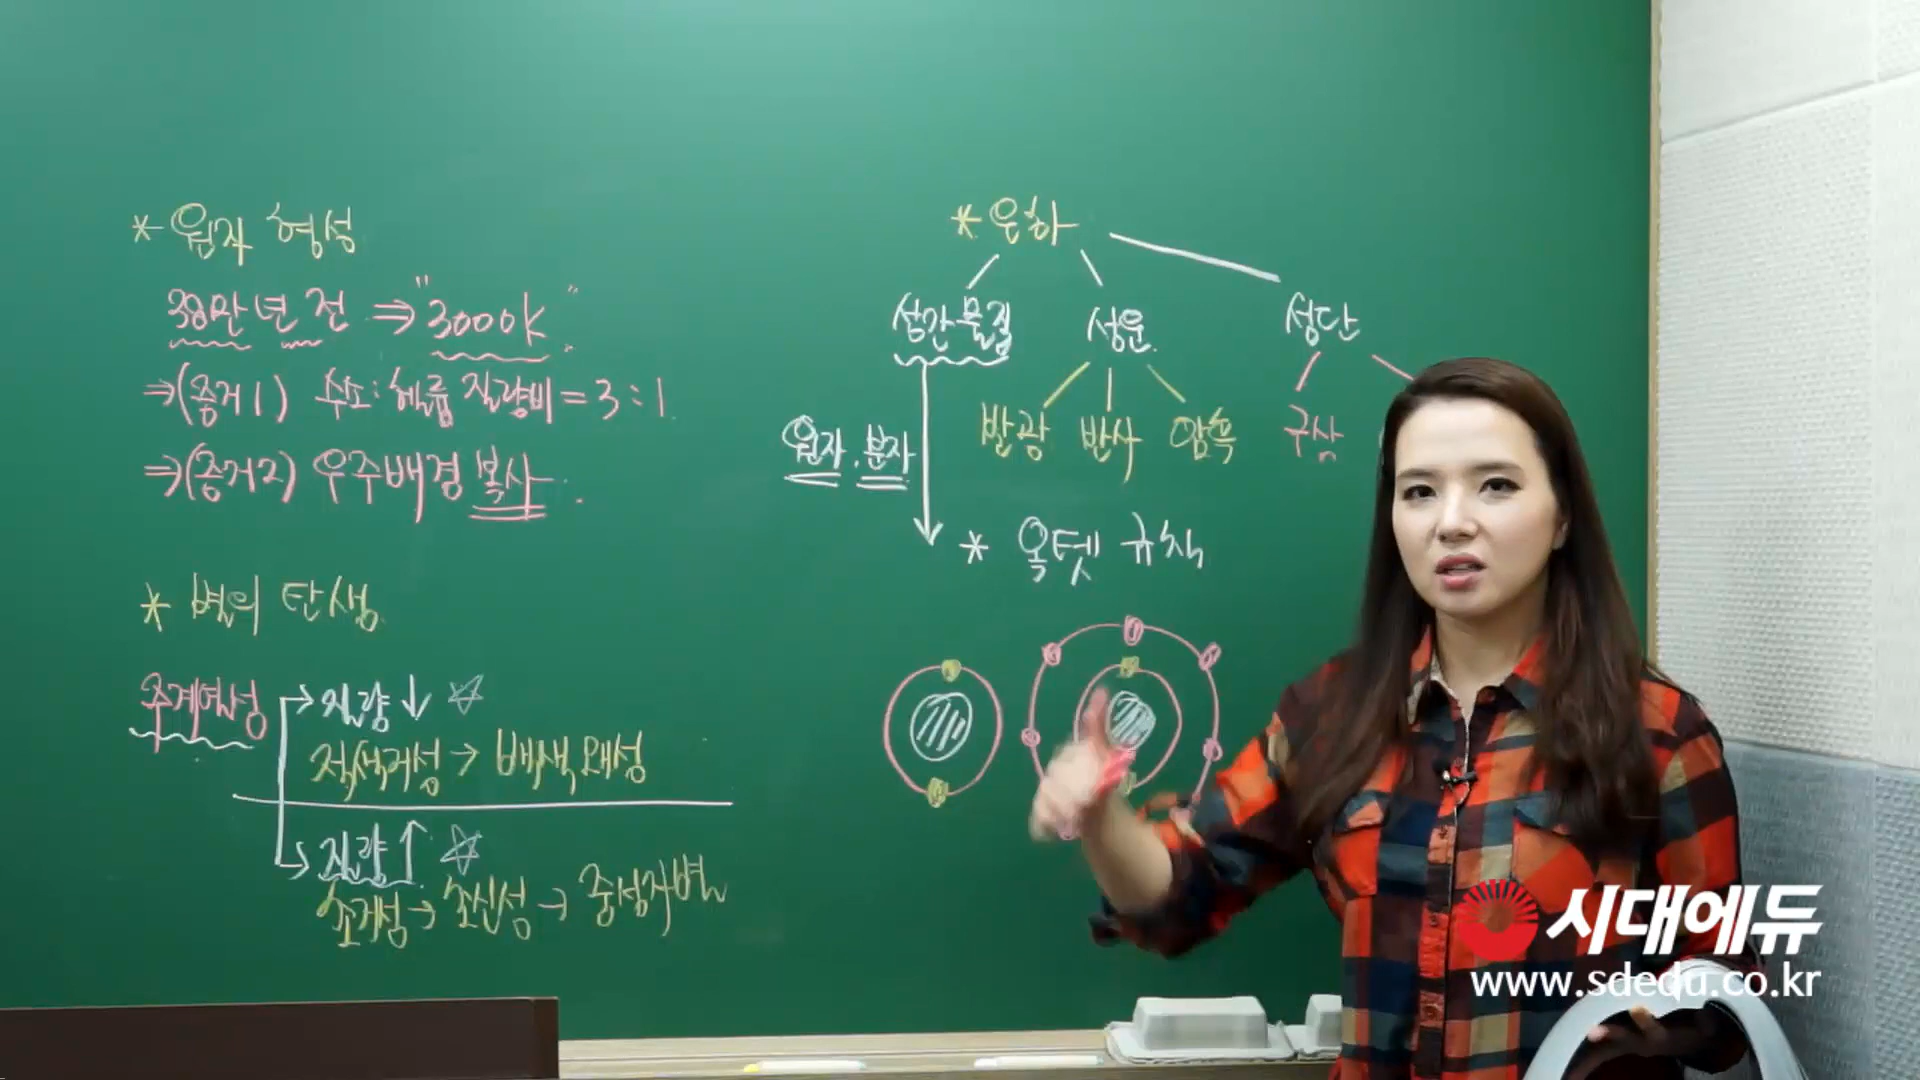 * 원자 형성
38만년 전 ⇒ "3000K"
⇒(증거1) 수소:헬륨 질량비 = 3 : 1.
⇒(증거2) 우주배경 복사.
* 별의 탄생
주계열성
→ 질량↓ ☆
적색거성 → 백색왜성
→ 질량↑ ☆
초거성 → 초신성 → 중성자별
* 은하
성간물질 성운 성단
발광 반사 암흑 구상
원자.분자
* 옥텟 규칙
시대에듀
www.sdedu.co.kr